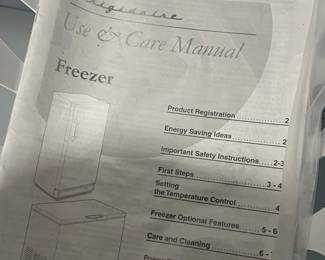 Frigidaire
Use & Care Manual
Freezer
Product Registration 2
Energy Saving Ideas 2
Important Safety Instructions 2-3
First Steps 3 - 4
Setting
the Temperature Control 4
Freezer Optional Features 5 - 6
Care and Cleaning 6 -